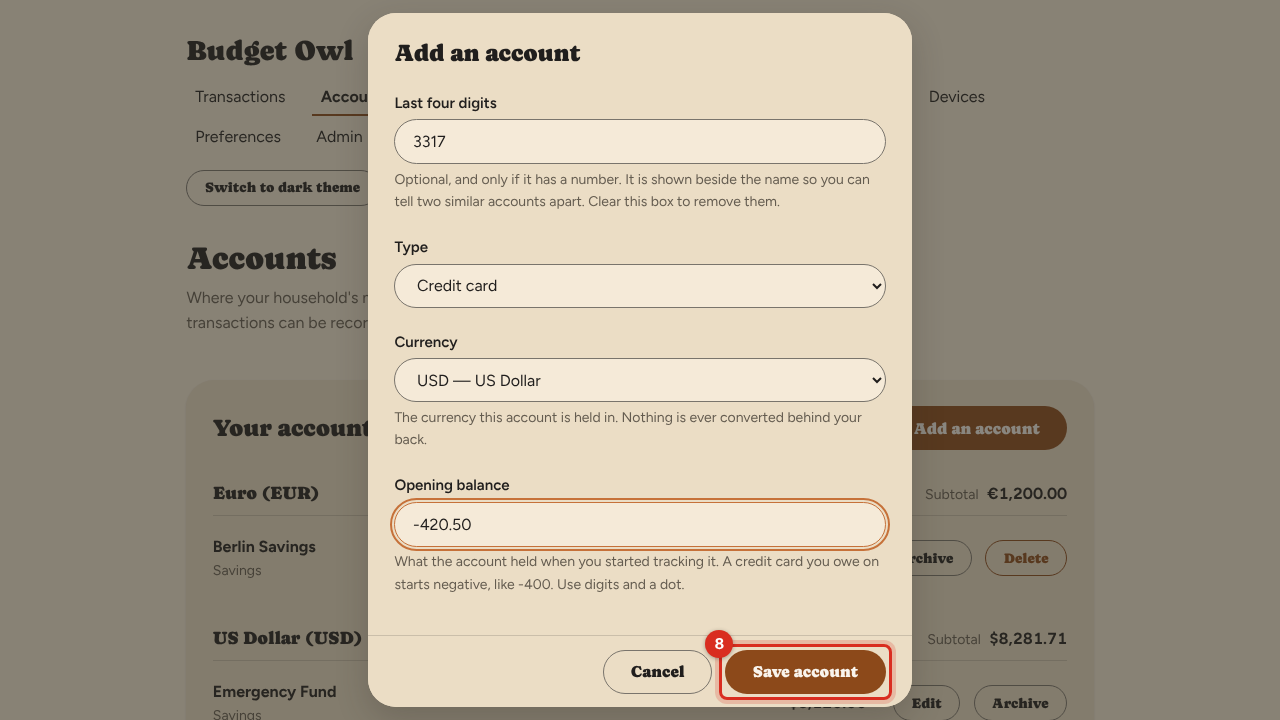 Budget Owl
Transactions
Devices
Preferences
Admin
Switch to dark theme
Accounts
Where your household's
transactions can be
Your account
Add an account
Euro (EUR)
Subtotal €1,200.00
Berlin Savings
Savings
Delete
US Dollar (USD)
Subtotal $8,281.71
Emergency Fund
Savings
Edit
Archive
Add an account
Last four digits
3317
Optional, and only if it has a number. It is shown beside the name so you can
tell two similar accounts apart. Clear this box to remove them.
Type
Credit card
Currency
USD — US Dollar
The currency this account is held in. Nothing is ever converted behind your
back.
Opening balance
-420.50
What the account held when you started tracking it. A credit card you owe on
starts negative, like -400. Use digits and a dot.
8
Cancel
Save account